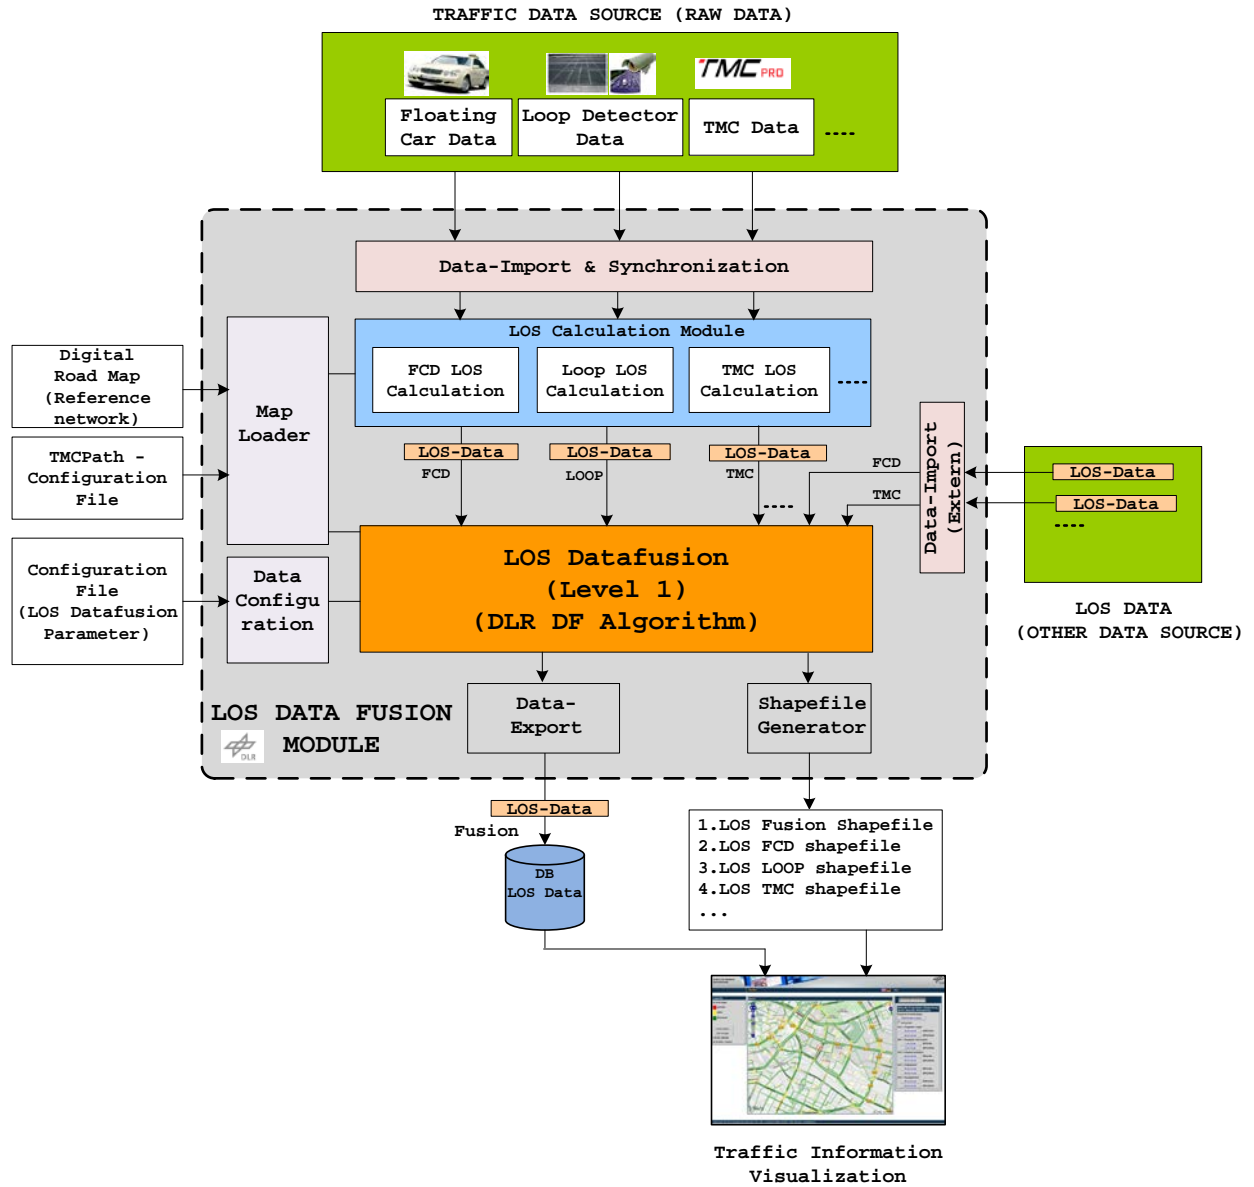 TRAFFIC DATA SOURCE (RAW DATA)
TMC PRO
Floating
Car Data
Loop Detector
Data
TMC Data
....
Data-Import & Synchronization
LOS Calculation Module
FCD LOS
Calculation
Loop LOS
Calculation
TMC LOS
Calculation
....
Digital
Road Map
(Reference
network)
TMCPath -
Configuration
File
Configuration
File
(LOS Datafusion
Parameter)
Map
Loader
Data
Configu
ration
LOS-Data
FCD
LOS-Data
LOOP
LOS-Data
TMC
....
FCD
TMC
Data-Import
(Extern)
LOS-Data
LOS-Data
....
LOS DATA
(OTHER DATA SOURCE)
LOS Datafusion
(Level 1)
(DLR DF Algorithm)
Data-
Export
Shapefile
Generator
LOS DATA FUSION
MODULE
DLR
LOS-Data
Fusion
DB
LOS Data
1.LOS Fusion Shapefile
2.LOS FCD shapefile
3.LOS LOOP shapefile
4.LOS TMC shapefile
...
Traffic Information
Visualization